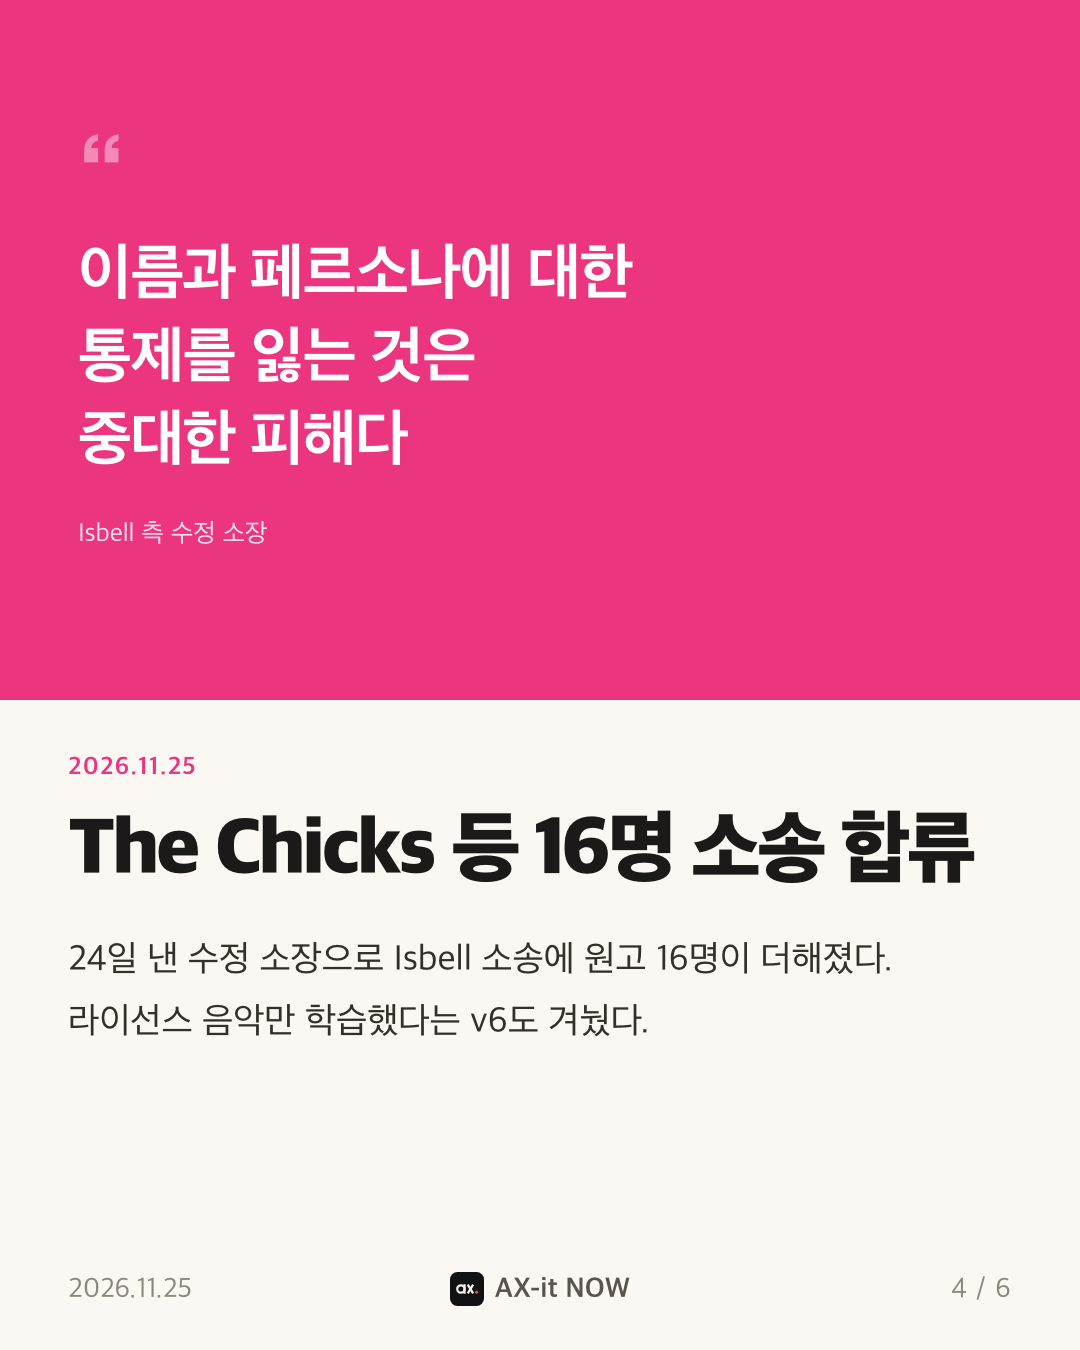 “
이름과 페르소나에 대한
통제를 잃는 것은
중대한 피해다
Isbell 측 수정 소장
2026.11.25
The Chicks 등 16명 소송 합류
24일 낸 수정 소장으로 Isbell 소송에 원고 16명이 더해졌다.
라이선스 음악만 학습했다는 v6도 겨눴다.
2026.11.25
ax. AX-it NOW
4 / 6